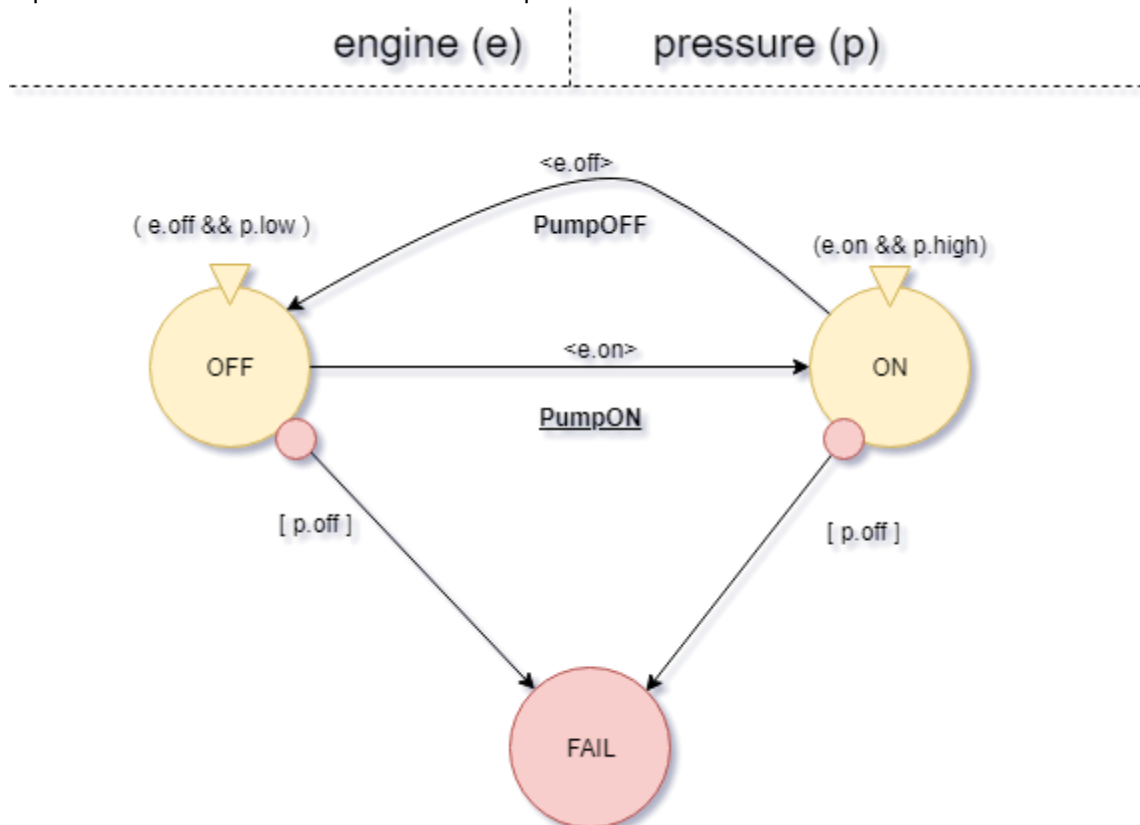 engine (e)
pressure (p)
<e.off>
( e.off && p.low )
PumpOFF
(e.on && p.high)
<e.on>
OFF
ON
PumpON
[ p.off ]
[ p.off ]
FAIL